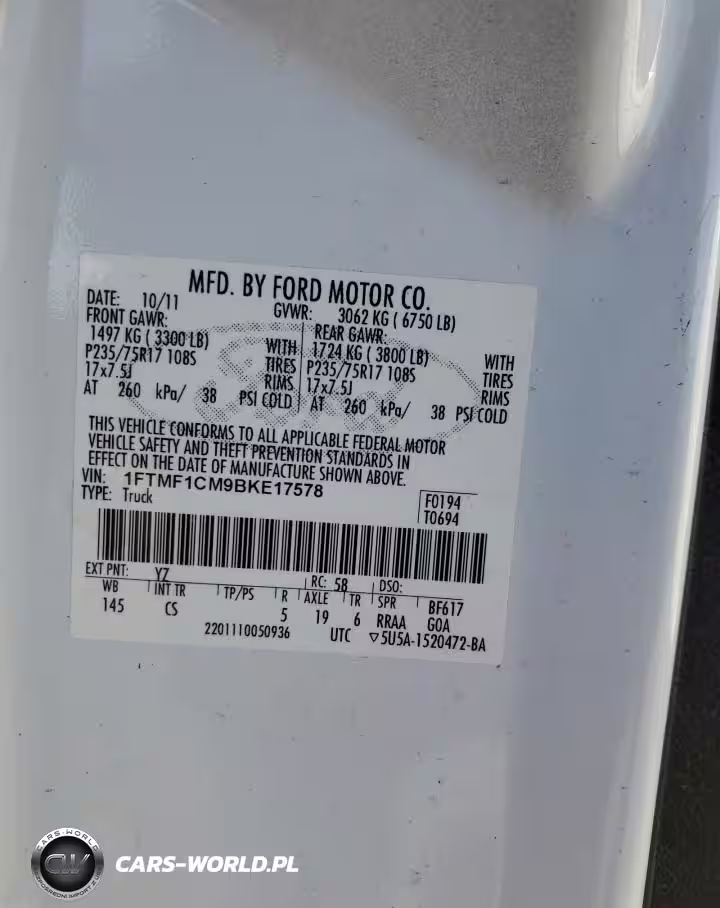 MFD. BY FORD MOTOR CO.
DATE: 10/11 GVWR: 3062 KG ( 6750 LB)
FRONT GAWR: REAR GAWR:
1497 KG ( 3300 LB) WITH 1724 KG ( 3800 LB) WITH
P235/75R17 108S TIRES P235/75R17 108S TIRES
17x7.5J RIMS 17x7.5J RIMS
AT 260 kPa/ 38 PSI COLD AT 260 kPa/ 38 PSI COLD
THIS VEHICLE CONFORMS TO ALL APPLICABLE FEDERAL MOTOR
VEHICLE SAFETY AND THEFT PREVENTION STANDARDS IN
EFFECT ON THE DATE OF MANUFACTURE SHOWN ABOVE.
VIN: 1FTMF1CM9BKE17578
TYPE: Truck
F0194
T0694
EXT PNT: YZ RC: 58 DSO:
WB INT TR TP/PS R AXLE TR SPR BF617
145 CS 5 19 6 RRAA GOA
2201110050936 UTC ▽5U5A-1520472-BA
CARS-WORLD
CW
CARS-WORLD.PL